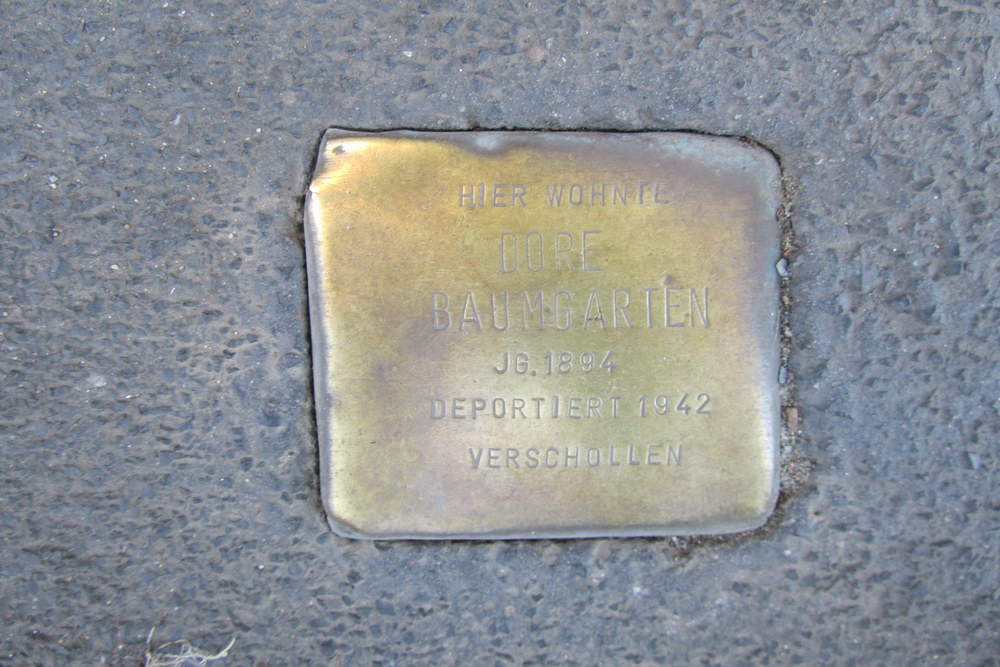 HIER WOHNTE
DORE
BAUMGARTEN
JG. 1894
DEPORTIERT 1942
VERSCHOLLEN